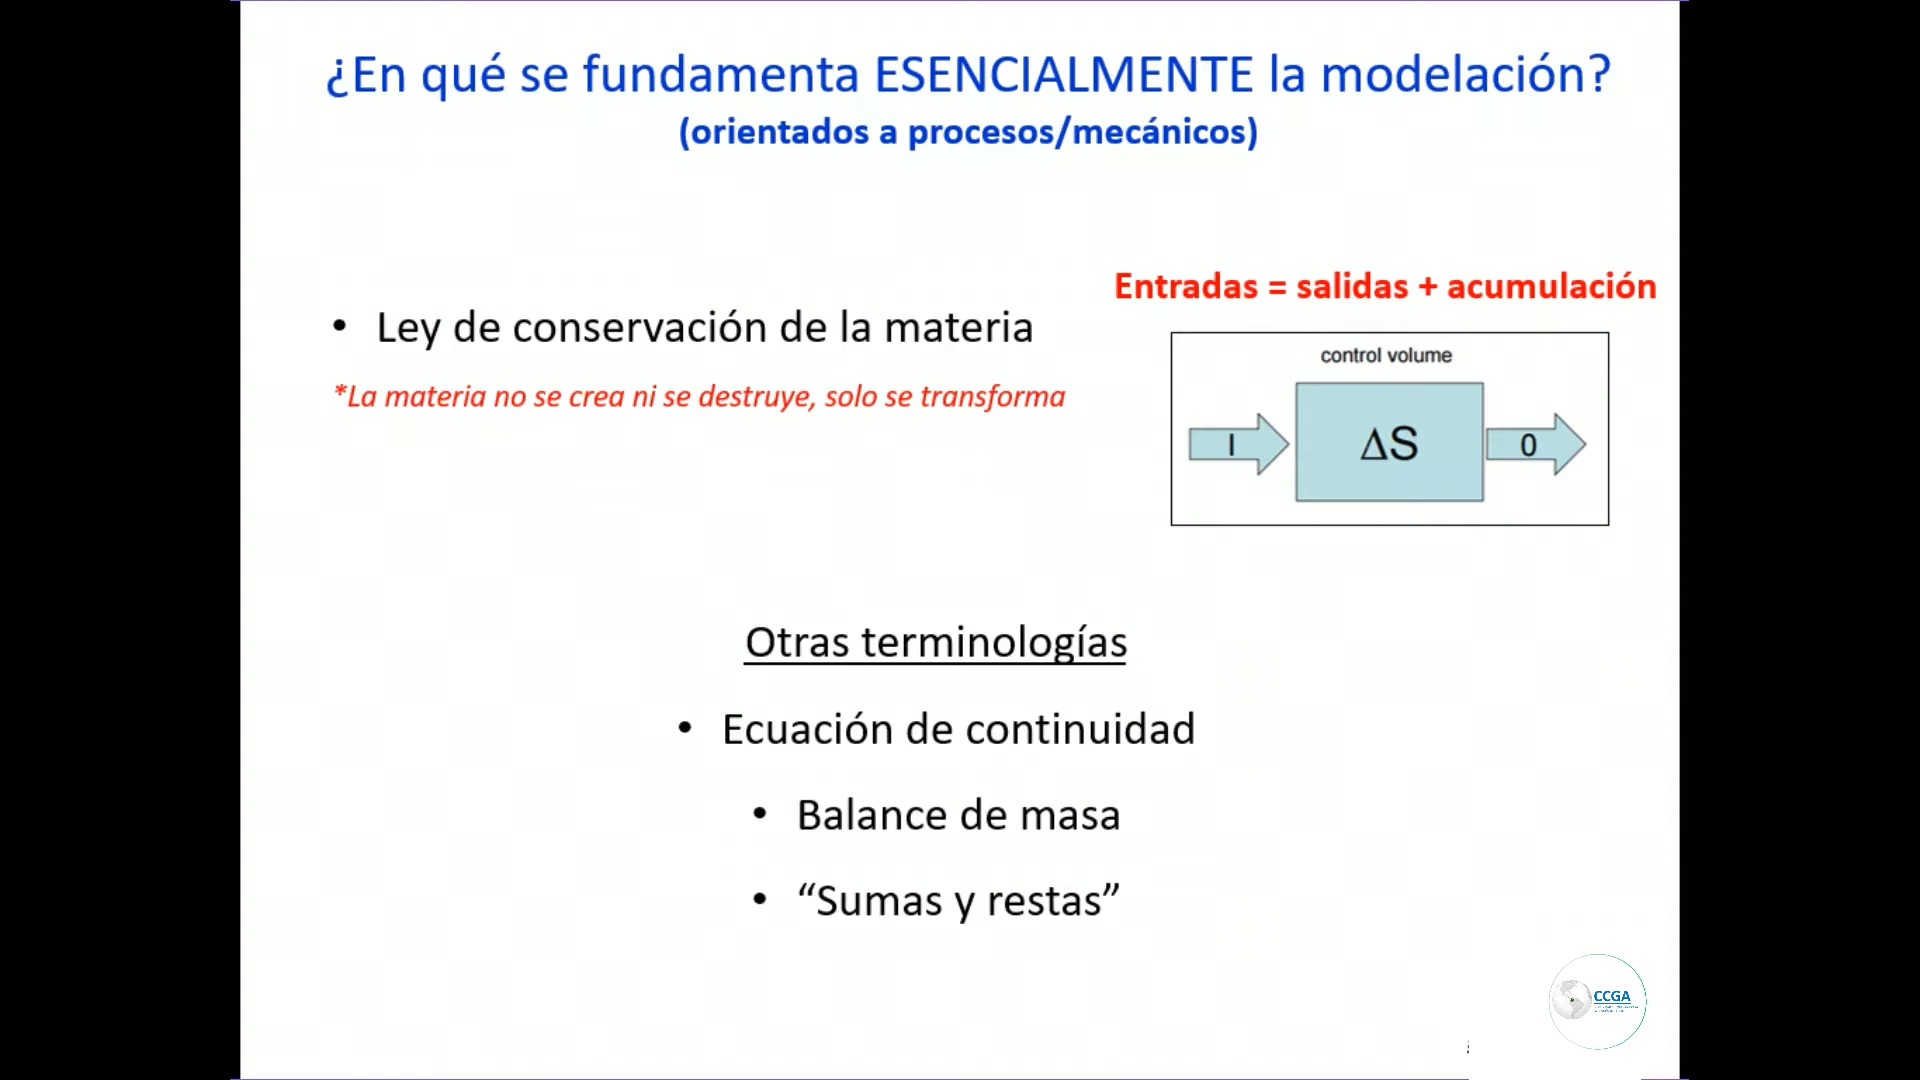 ¿En qué se fundamenta ESENCIALMENTE la modelación?
(orientados a procesos/mecánicos)
Entradas = salidas + acumulación
• Ley de conservación de la materia
*La materia no se crea ni se destruye, solo se transforma
control volume
I
ΔS
0
Otras terminologías
• Ecuación de continuidad
• Balance de masa
• “Sumas y restas”
CCGA